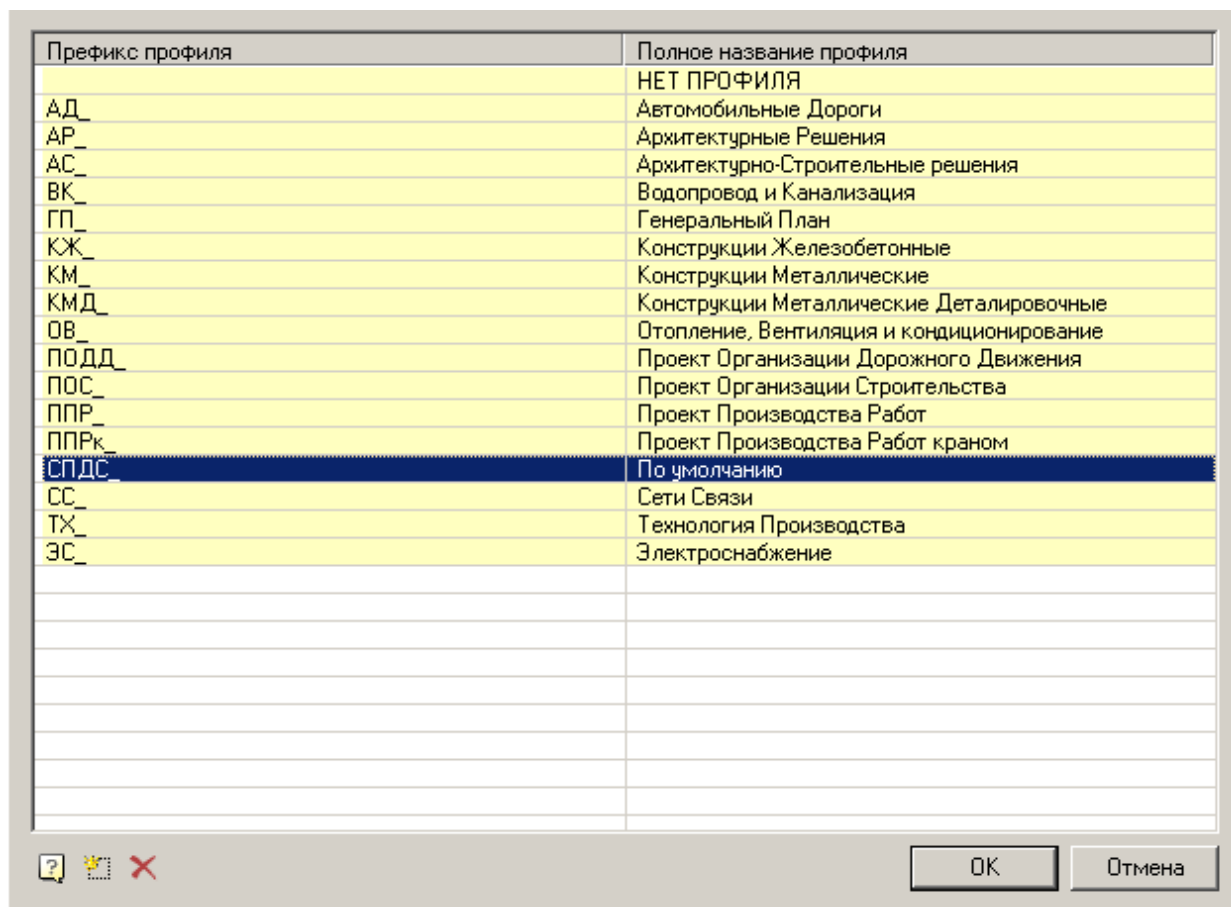 Префикс профиля Полное название профиля
НЕТ ПРОФИЛЯ
АД_ Автомобильные Дороги
АР_ Архитектурные Решения
АС_ Архитектурно-Строительные решения
ВК_ Водопровод и Канализация
ГП_ Генеральный План
КЖ_ Конструкции Железобетонные
КМ_ Конструкции Металлические
КМД_ Конструкции Металлические Деталировочные
ОВ_ Отопление, Вентиляция и кондиционирование
ПОДД_ Проект Организации Дорожного Движения
ПОС_ Проект Организации Строительства
ППР_ Проект Производства Работ
ППРк_ Проект Производства Работ краном
СПДС_ По умолчанию
СС_ Сети Связи
ТХ_ Технология Производства
ЭС_ Электроснабжение
OK Отмена